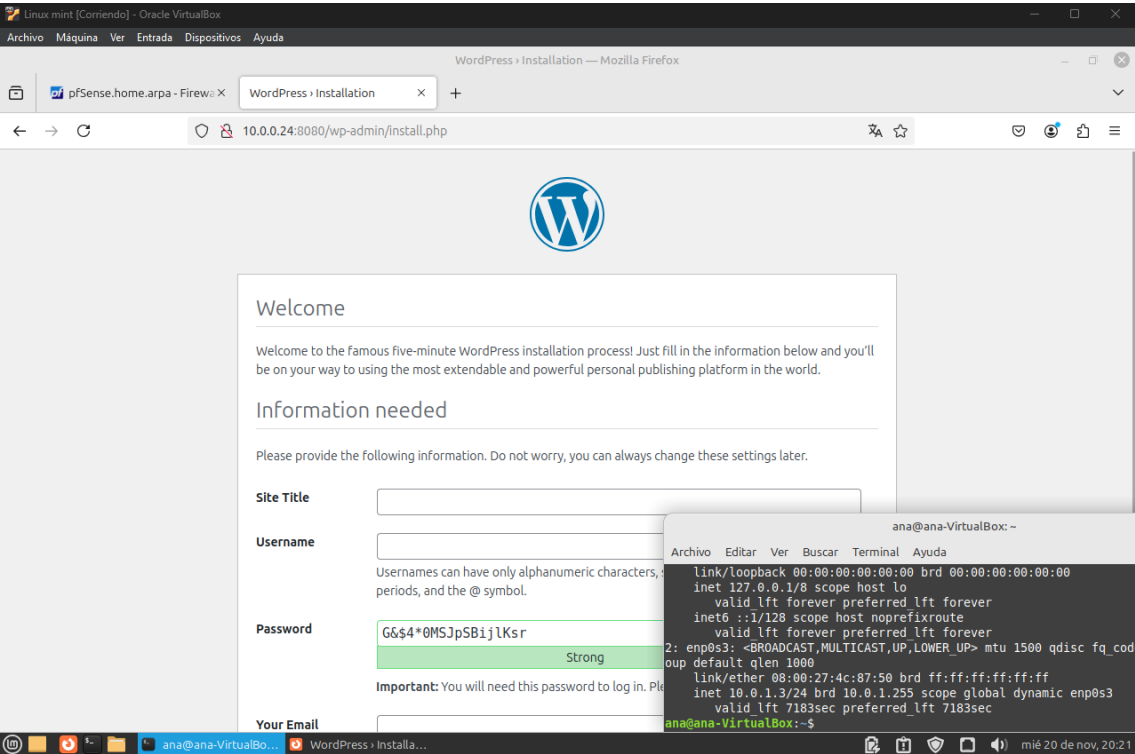 Linux mint [Corriendo] - Oracle VirtualBox
Archivo Máquina Ver Entrada Dispositivos Ayuda
WordPress › Installation — Mozilla Firefox
pfSense.home.arpa - Firewa
WordPress › Installation
10.0.0.24:8080/wp-admin/install.php
Welcome
Welcome to the famous five-minute WordPress installation process! Just fill in the information below and you’ll
be on your way to using the most extendable and powerful personal publishing platform in the world.
Information needed
Please provide the following information. Do not worry, you can always change these settings later.
Site Title
Username
Usernames can have only alphanumeric characters,
periods, and the @ symbol.
Password
G&$4*0MSJpSBijlKsr
Strong
Important: You will need this password to log in.
Your Email
ana@ana-VirtualBox: ~
Archivo Editar Ver Buscar Terminal Ayuda
link/loopback 00:00:00:00:00:00 brd 00:00:00:00:00:00
inet 127.0.0.1/8 scope host lo
valid_lft forever preferred_lft forever
inet6 ::1/128 scope host noprefixroute
valid_lft forever preferred_lft forever
2: enp0s3: <BROADCAST,MULTICAST,UP,LOWER_UP> mtu 1500 qdisc fq_cod
oup default qlen 1000
link/ether 08:00:27:4c:87:50 brd ff:ff:ff:ff:ff:ff
inet 10.0.1.3/24 brd 10.0.1.255 scope global dynamic enp0s3
valid_lft 7183sec preferred_lft 7183sec
ana@ana-VirtualBox:~$
ana@ana-VirtualBo...
WordPress › Installa...
mié 20 de nov, 20:21